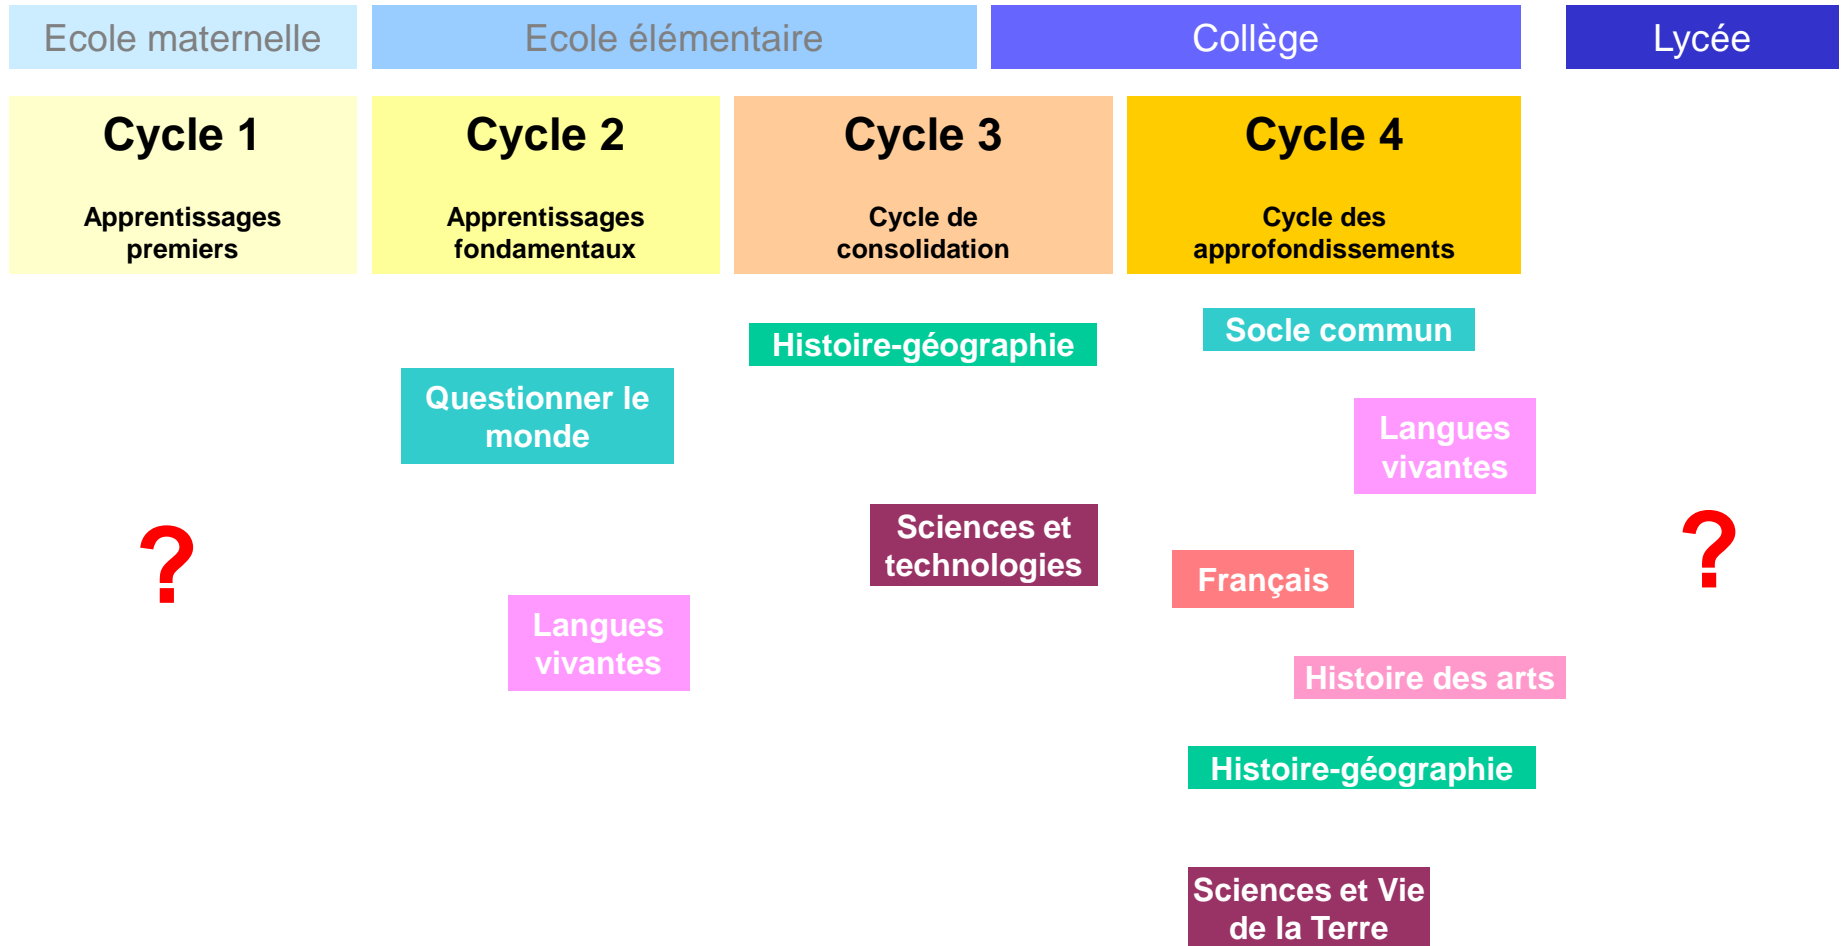 Ecole maternelle
Ecole élémentaire
Collège
Lycée
Cycle 1
Apprentissages
premiers
Cycle 2
Apprentissages
fondamentaux
Cycle 3
Cycle de
consolidation
Cycle 4
Cycle des
approfondissements
?
Questionner le
monde
Langues
vivantes
Histoire-géographie
Sciences et
technologies
Socle commun
Langues
vivantes
Français
Histoire des arts
Histoire-géographie
Sciences et Vie
de la Terre
?